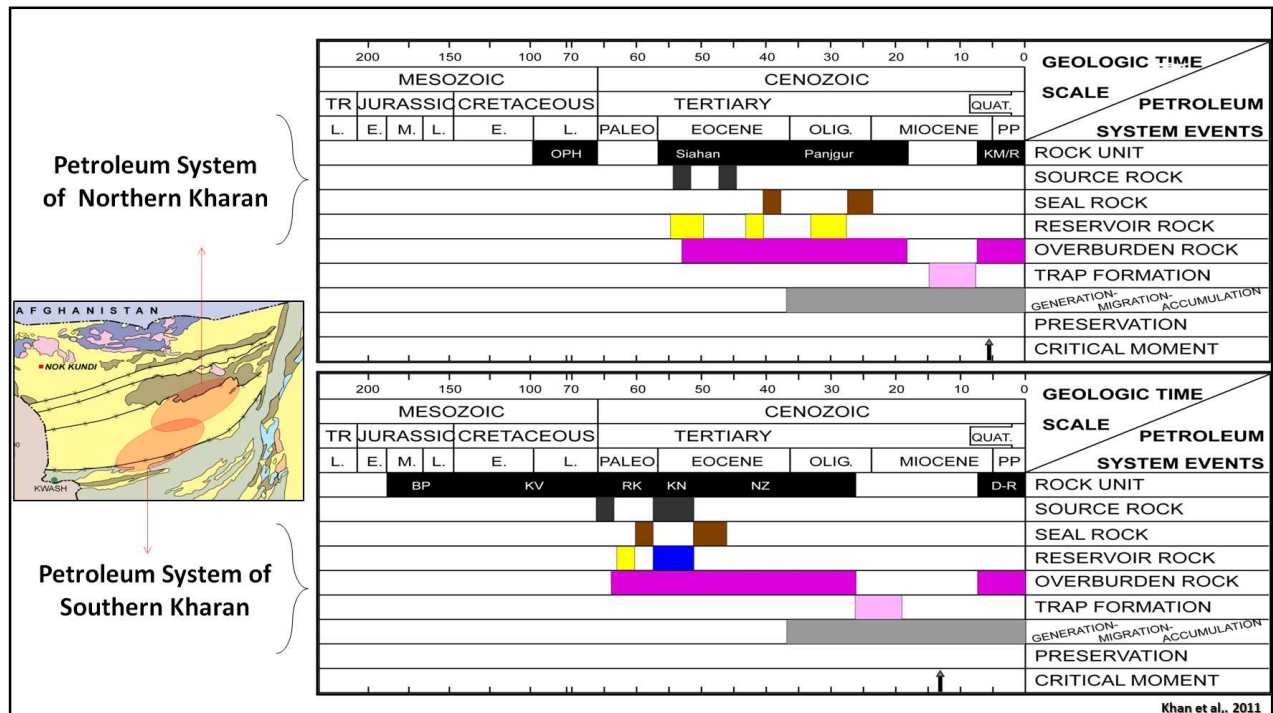 Petroleum System
of Northern Kharan
200 150 100 70 60 50 40 30 20 10 0
MESOZOIC CENOZOIC
TR JURASSIC CRETACEOUS TERTIARY QUAT.
L. E. M. L. E. L. PALEO EOCENE OLIG. MIOCENE PP
GEOLOGIC TIME
SCALE
PETROLEUM
SYSTEM EVENTS
OPH Siahan Panjgur KM/R ROCK UNIT
SOURCE ROCK
SEAL ROCK
RESERVOIR ROCK
OVERBURDEN ROCK
TRAP FORMATION
GENERATION-
MIGRATION-
ACCUMULATION
PRESERVATION
CRITICAL MOMENT
AFGHANISTAN
NOK KUNDI
KWASH
Petroleum System of
Southern Kharan
200 150 100 70 60 50 40 30 20 10 0
MESOZOIC CENOZOIC
TR JURASSIC CRETACEOUS TERTIARY QUAT.
L. E. M. L. E. L. PALEO EOCENE OLIG. MIOCENE PP
GEOLOGIC TIME
SCALE
PETROLEUM
SYSTEM EVENTS
BP KV RK KN NZ D-R ROCK UNIT
SOURCE ROCK
SEAL ROCK
RESERVOIR ROCK
OVERBURDEN ROCK
TRAP FORMATION
GENERATION-
MIGRATION-
ACCUMULATION
PRESERVATION
CRITICAL MOMENT
Khan et al., 2011